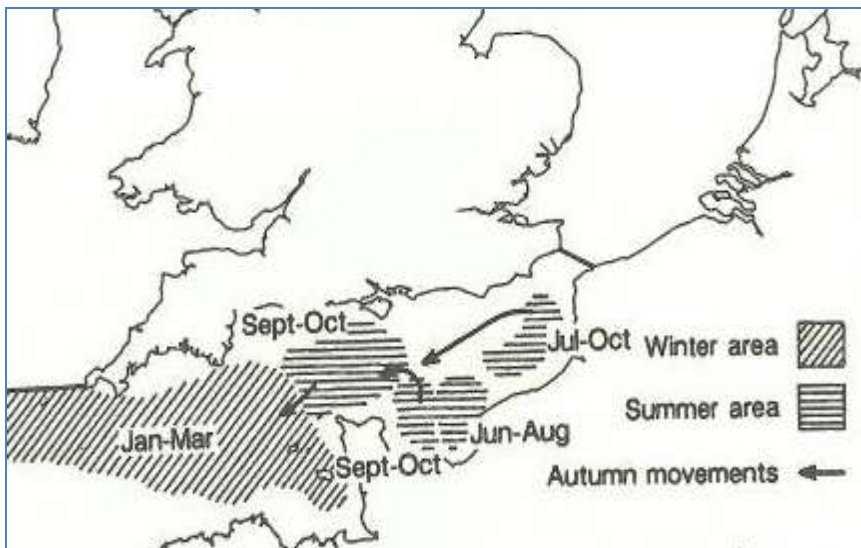 Sept-Oct
Jul-Oct
Winter area
Jan-Mar
Jun-Aug
Summer area
Sept-Oct
Autumn movements